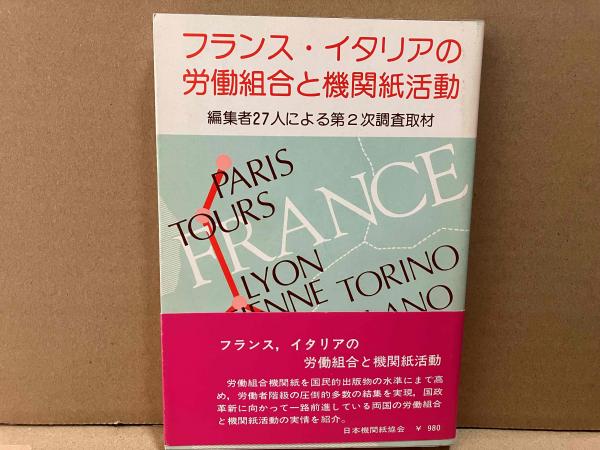 フランス・イタリアの
労働組合と機関紙活動
編集者27人による第2次調査取材
PARIS
TOURS
FRANCE
LYON
TORINO
フランス，イタリアの
労働組合と機関紙活動
労働組合機関紙を国民的出版物の水準にまで高
め，労働者階級の圧倒的多数の結集を実現，国政
革新に向かって一路前進している両国の労働組合
と機関紙活動の実情を紹介。
日本機関紙協会 ￥980